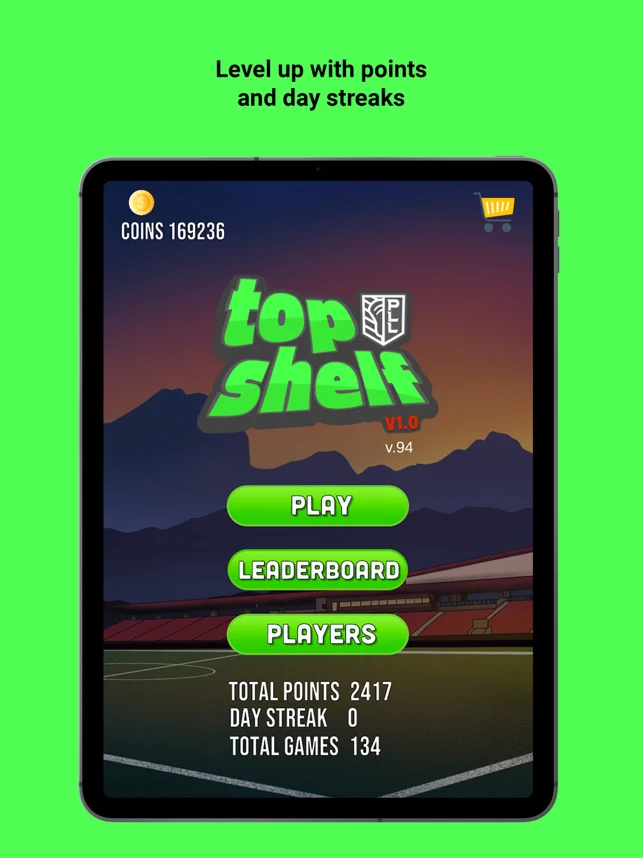 Level up with points
and day streaks
COINS 169236
top
PLL
shelf
V1.0
v.94
PLAY
LEADERBOARD
PLAYERS
TOTAL POINTS 2417
DAY STREAK 0
TOTAL GAMES 134